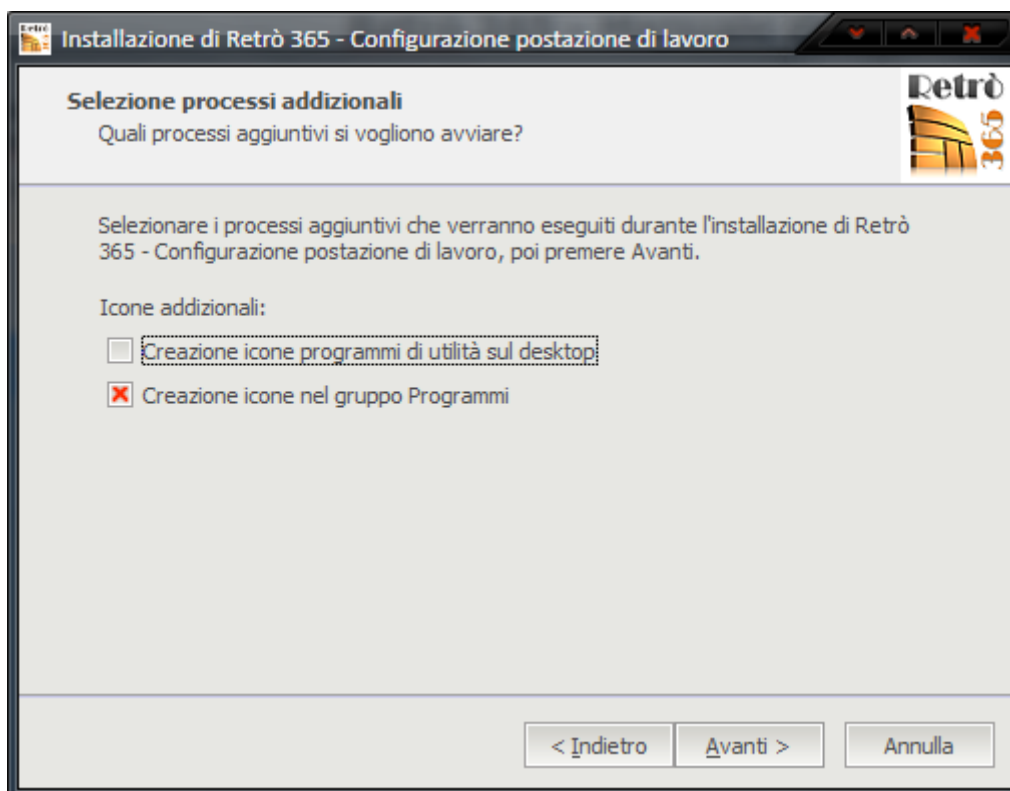 Retrò
Installazione di Retrò 365 - Configurazione postazione di lavoro
Selezione processi addizionali
Quali processi aggiuntivi si vogliono avviare?
Retrò
365
Selezionare i processi aggiuntivi che verranno eseguiti durante l'installazione di Retrò
365 - Configurazione postazione di lavoro, poi premere Avanti.
Icone addizionali:
Creazione icone programmi di utilità sul desktop
Creazione icone nel gruppo Programmi
< Indietro
Avanti >
Annulla